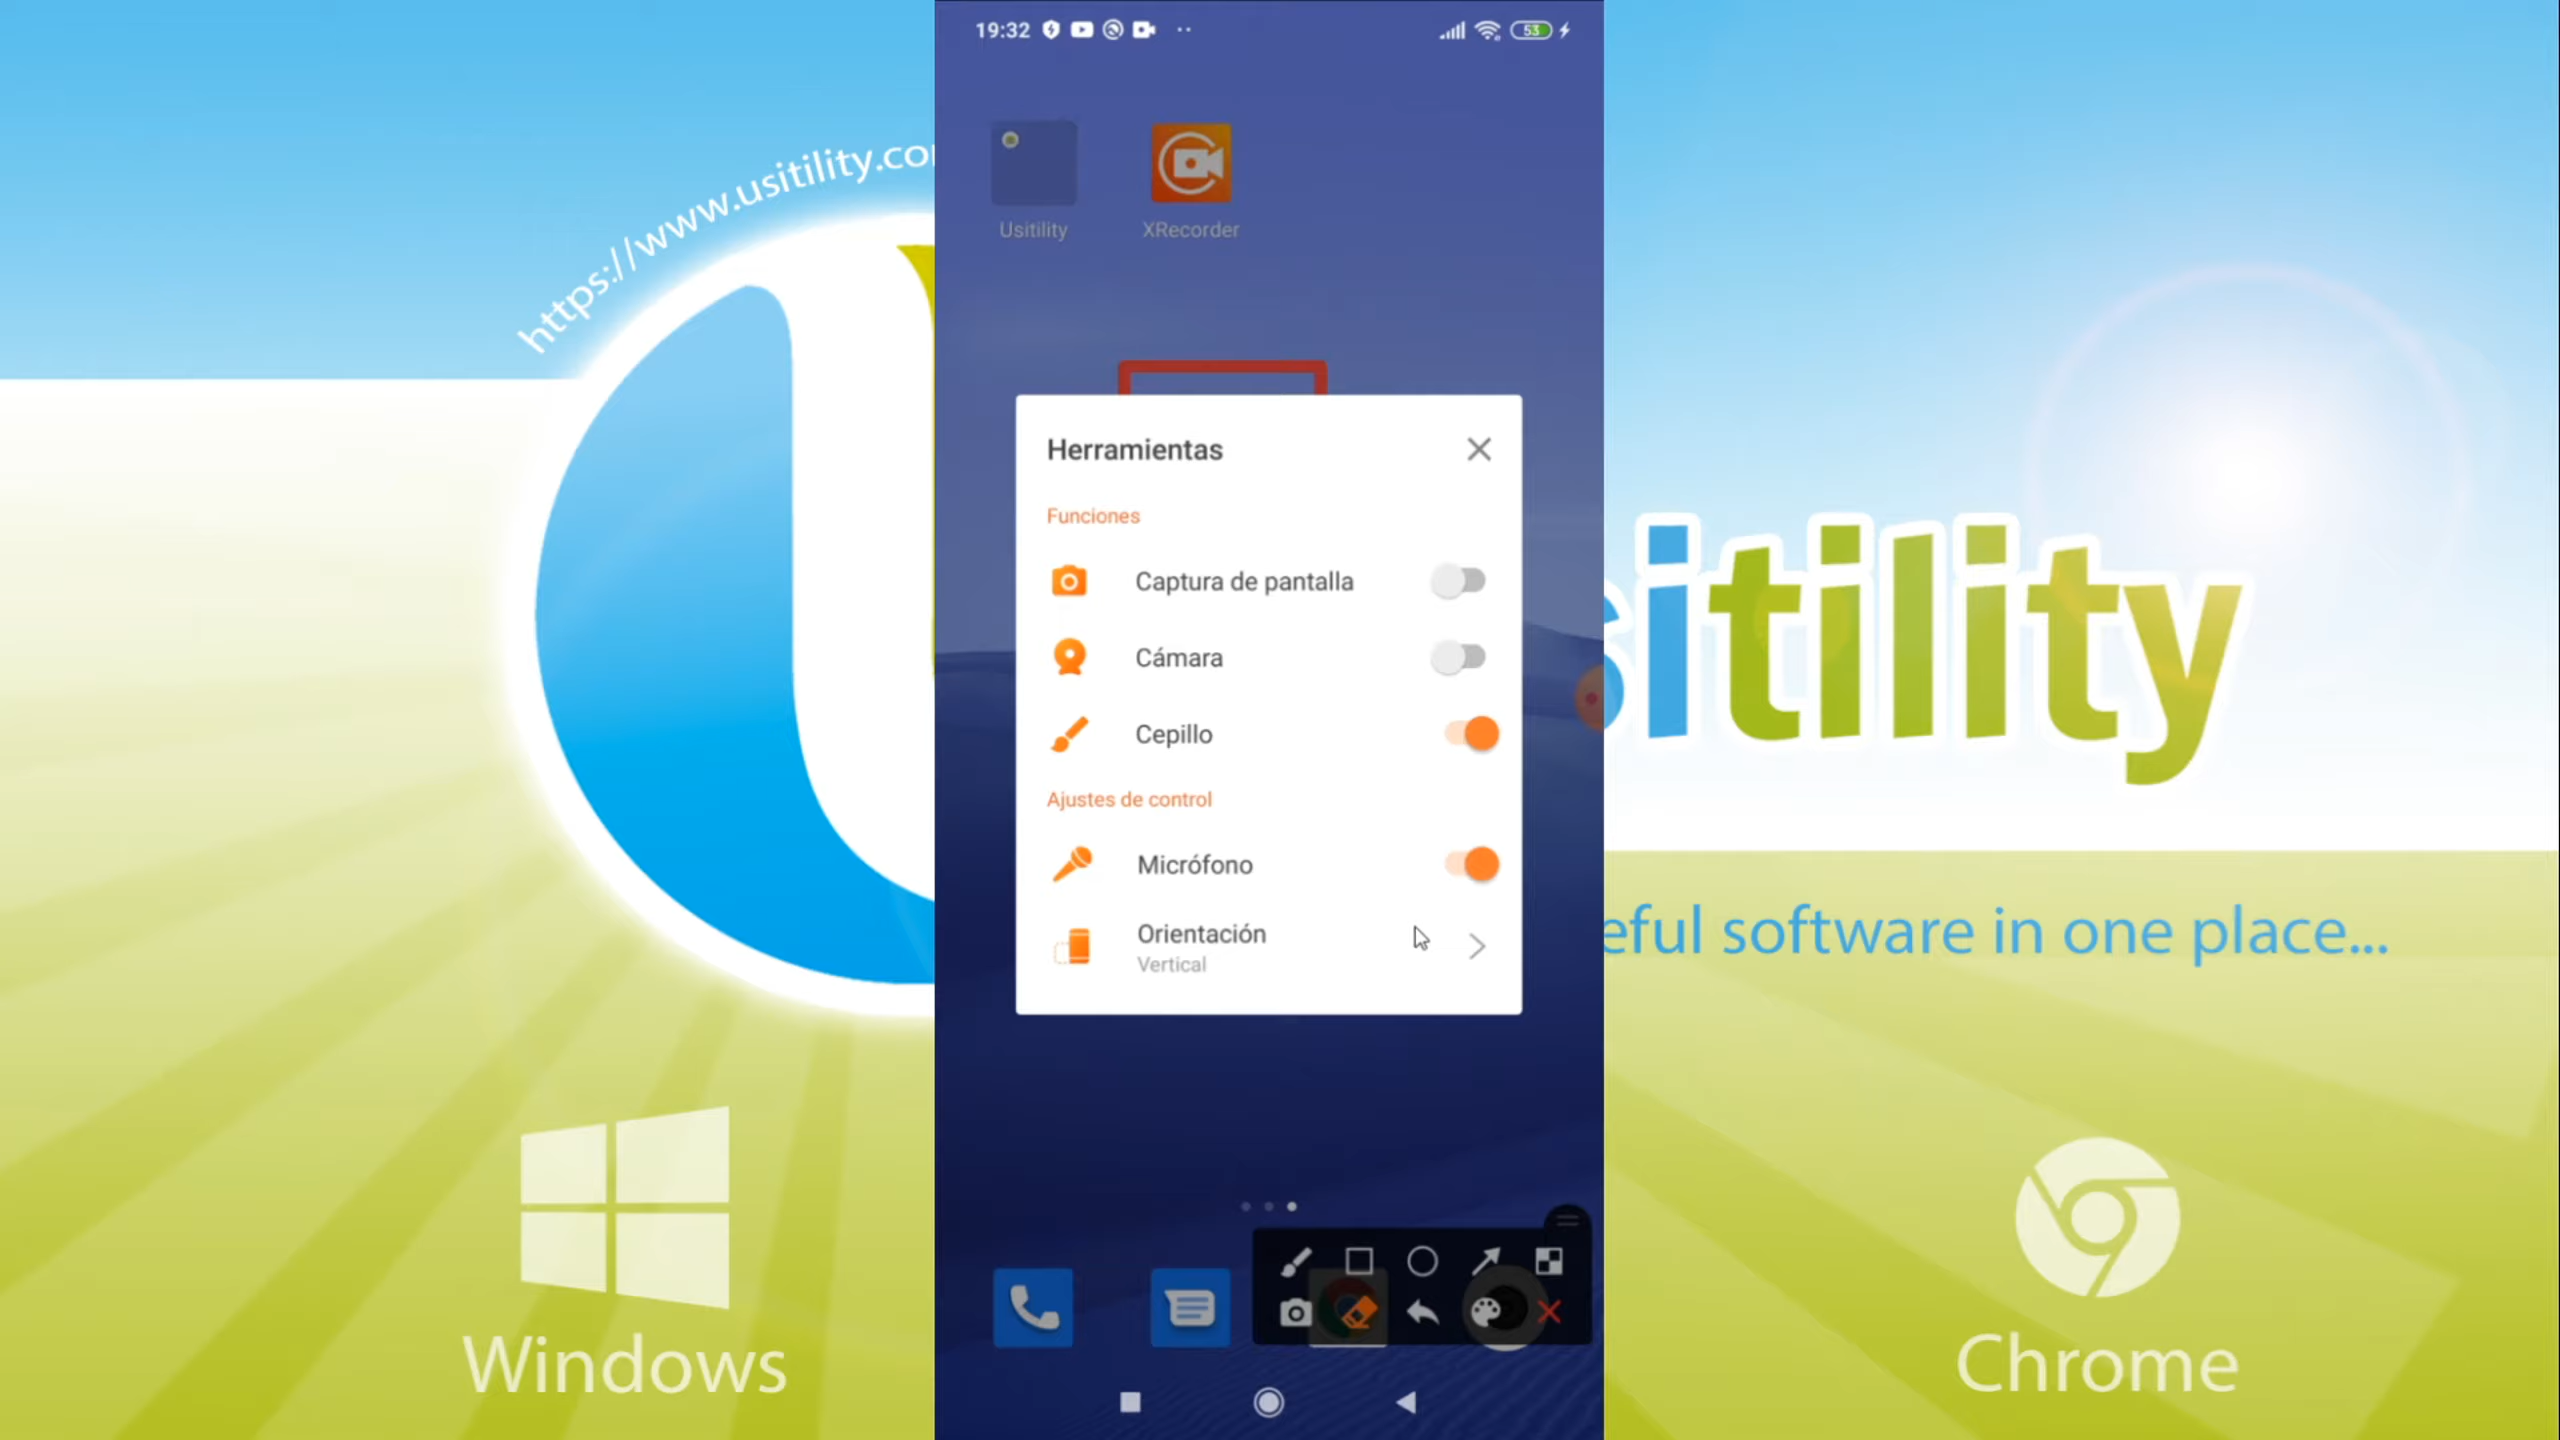 https://www.usitility.co
19:32
53
Usitility
XRecorder
Herramientas
Funciones
Captura de pantalla
Cámara
Cepillo
Ajustes de control
Micrófono
Orientación
Vertical
sitility
eful software in one place...
Windows
Chrome